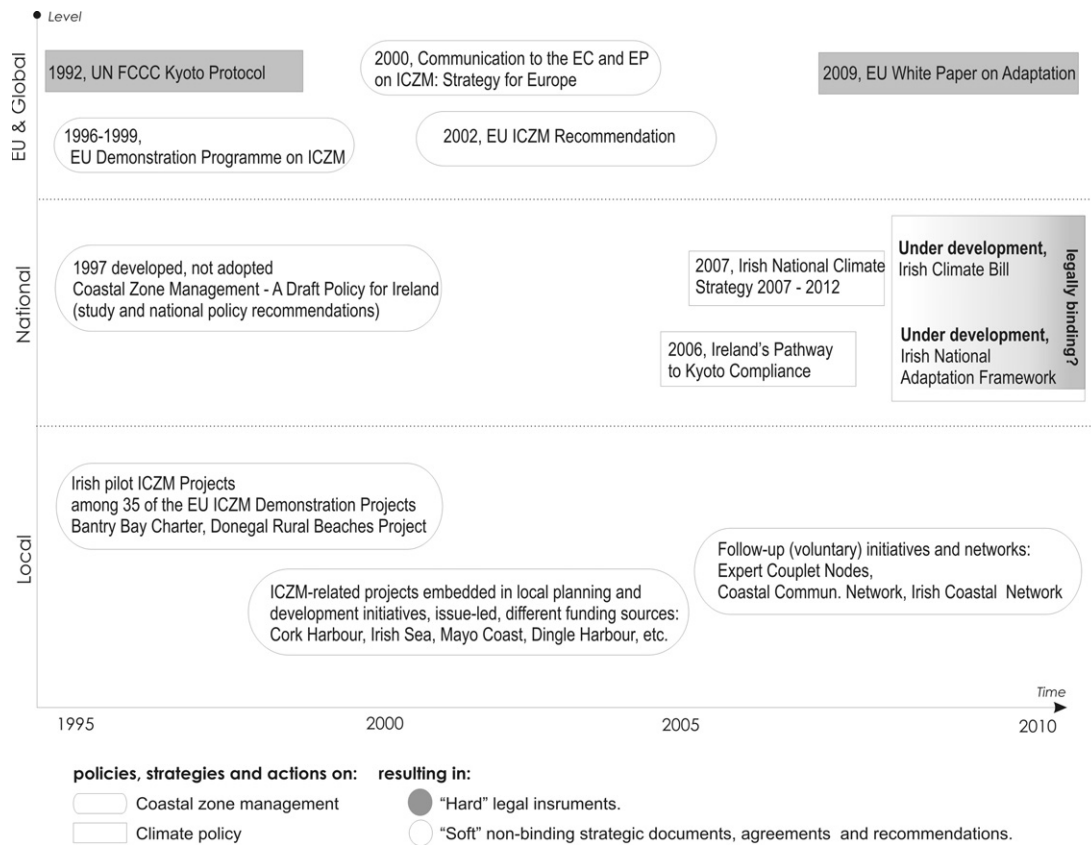 Level
EU & Global
1992, UN FCCC Kyoto Protocol
2000, Communication to the EC and EP
on ICZM: Strategy for Europe
2009, EU White Paper on Adaptation
1996-1999,
EU Demonstration Programme on ICZM
2002, EU ICZM Recommendation
National
1997 developed, not adopted
Coastal Zone Management - A Draft Policy for Ireland
(study and national policy recommendations)
2007, Irish National Climate
Strategy 2007 - 2012
2006, Ireland's Pathway
to Kyoto Compliance
Under development,
Irish Climate Bill
Under development,
Irish National
Adaptation Framework
legally binding?
Local
Irish pilot ICZM Projects
among 35 of the EU ICZM Demonstration Projects
Bantry Bay Charter, Donegal Rural Beaches Project
ICZM-related projects embedded in local planning and
development initiatives, issue-led, different funding sources:
Cork Harbour, Irish Sea, Mayo Coast, Dingle Harbour, etc.
Follow-up (voluntary) initiatives and networks:
Expert Couplet Nodes,
Coastal Commun. Network, Irish Coastal Network
Time
1995
2000
2005
2010
policies, strategies and actions on:
Coastal zone management
Climate policy
resulting in:
"Hard" legal insruments.
"Soft" non-binding strategic documents, agreements and recommendations.